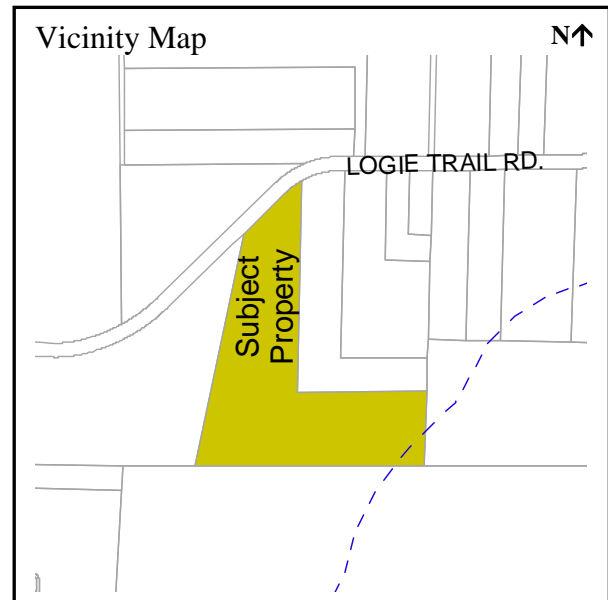 Vicinity Map
N↑
LOGIE TRAIL RD.
Subject
Property